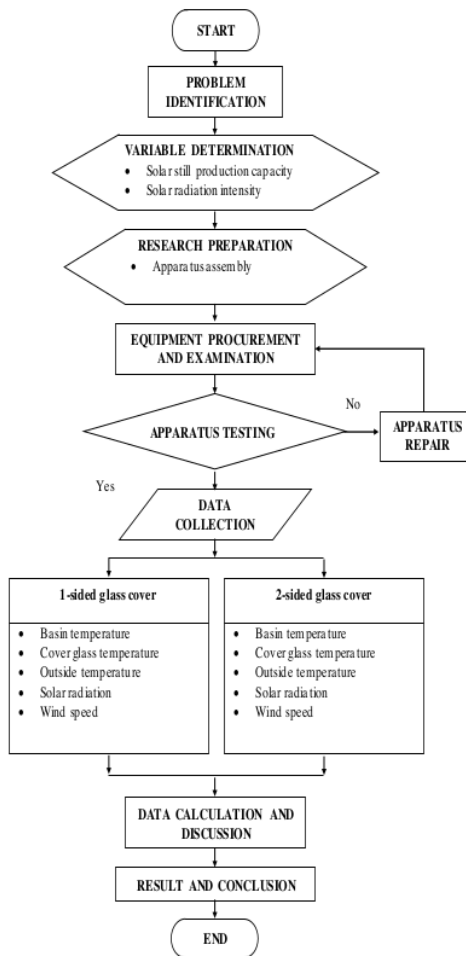 START
PROBLEM
IDENTIFICATION
VARIABLE DETERMINATION
• Solar still production capacity
• Solar radiation intensity
RESEARCH PREPARATION
• Apparatus assembly
EQUIPMENT PROCUREMENT
AND EXAMINATION
No
APPARATUS TESTING
APPARATUS
REPAIR
Yes
DATA
COLLECTION
1-sided glass cover
• Basin temperature
• Cover glass temperature
• Outside temperature
• Solar radiation
• Wind speed
2-sided glass cover
• Basin temperature
• Cover glass temperature
• Outside temperature
• Solar radiation
• Wind speed
DATA CALCULATION AND
DISCUSSION
RESULT AND CONCLUSION
END